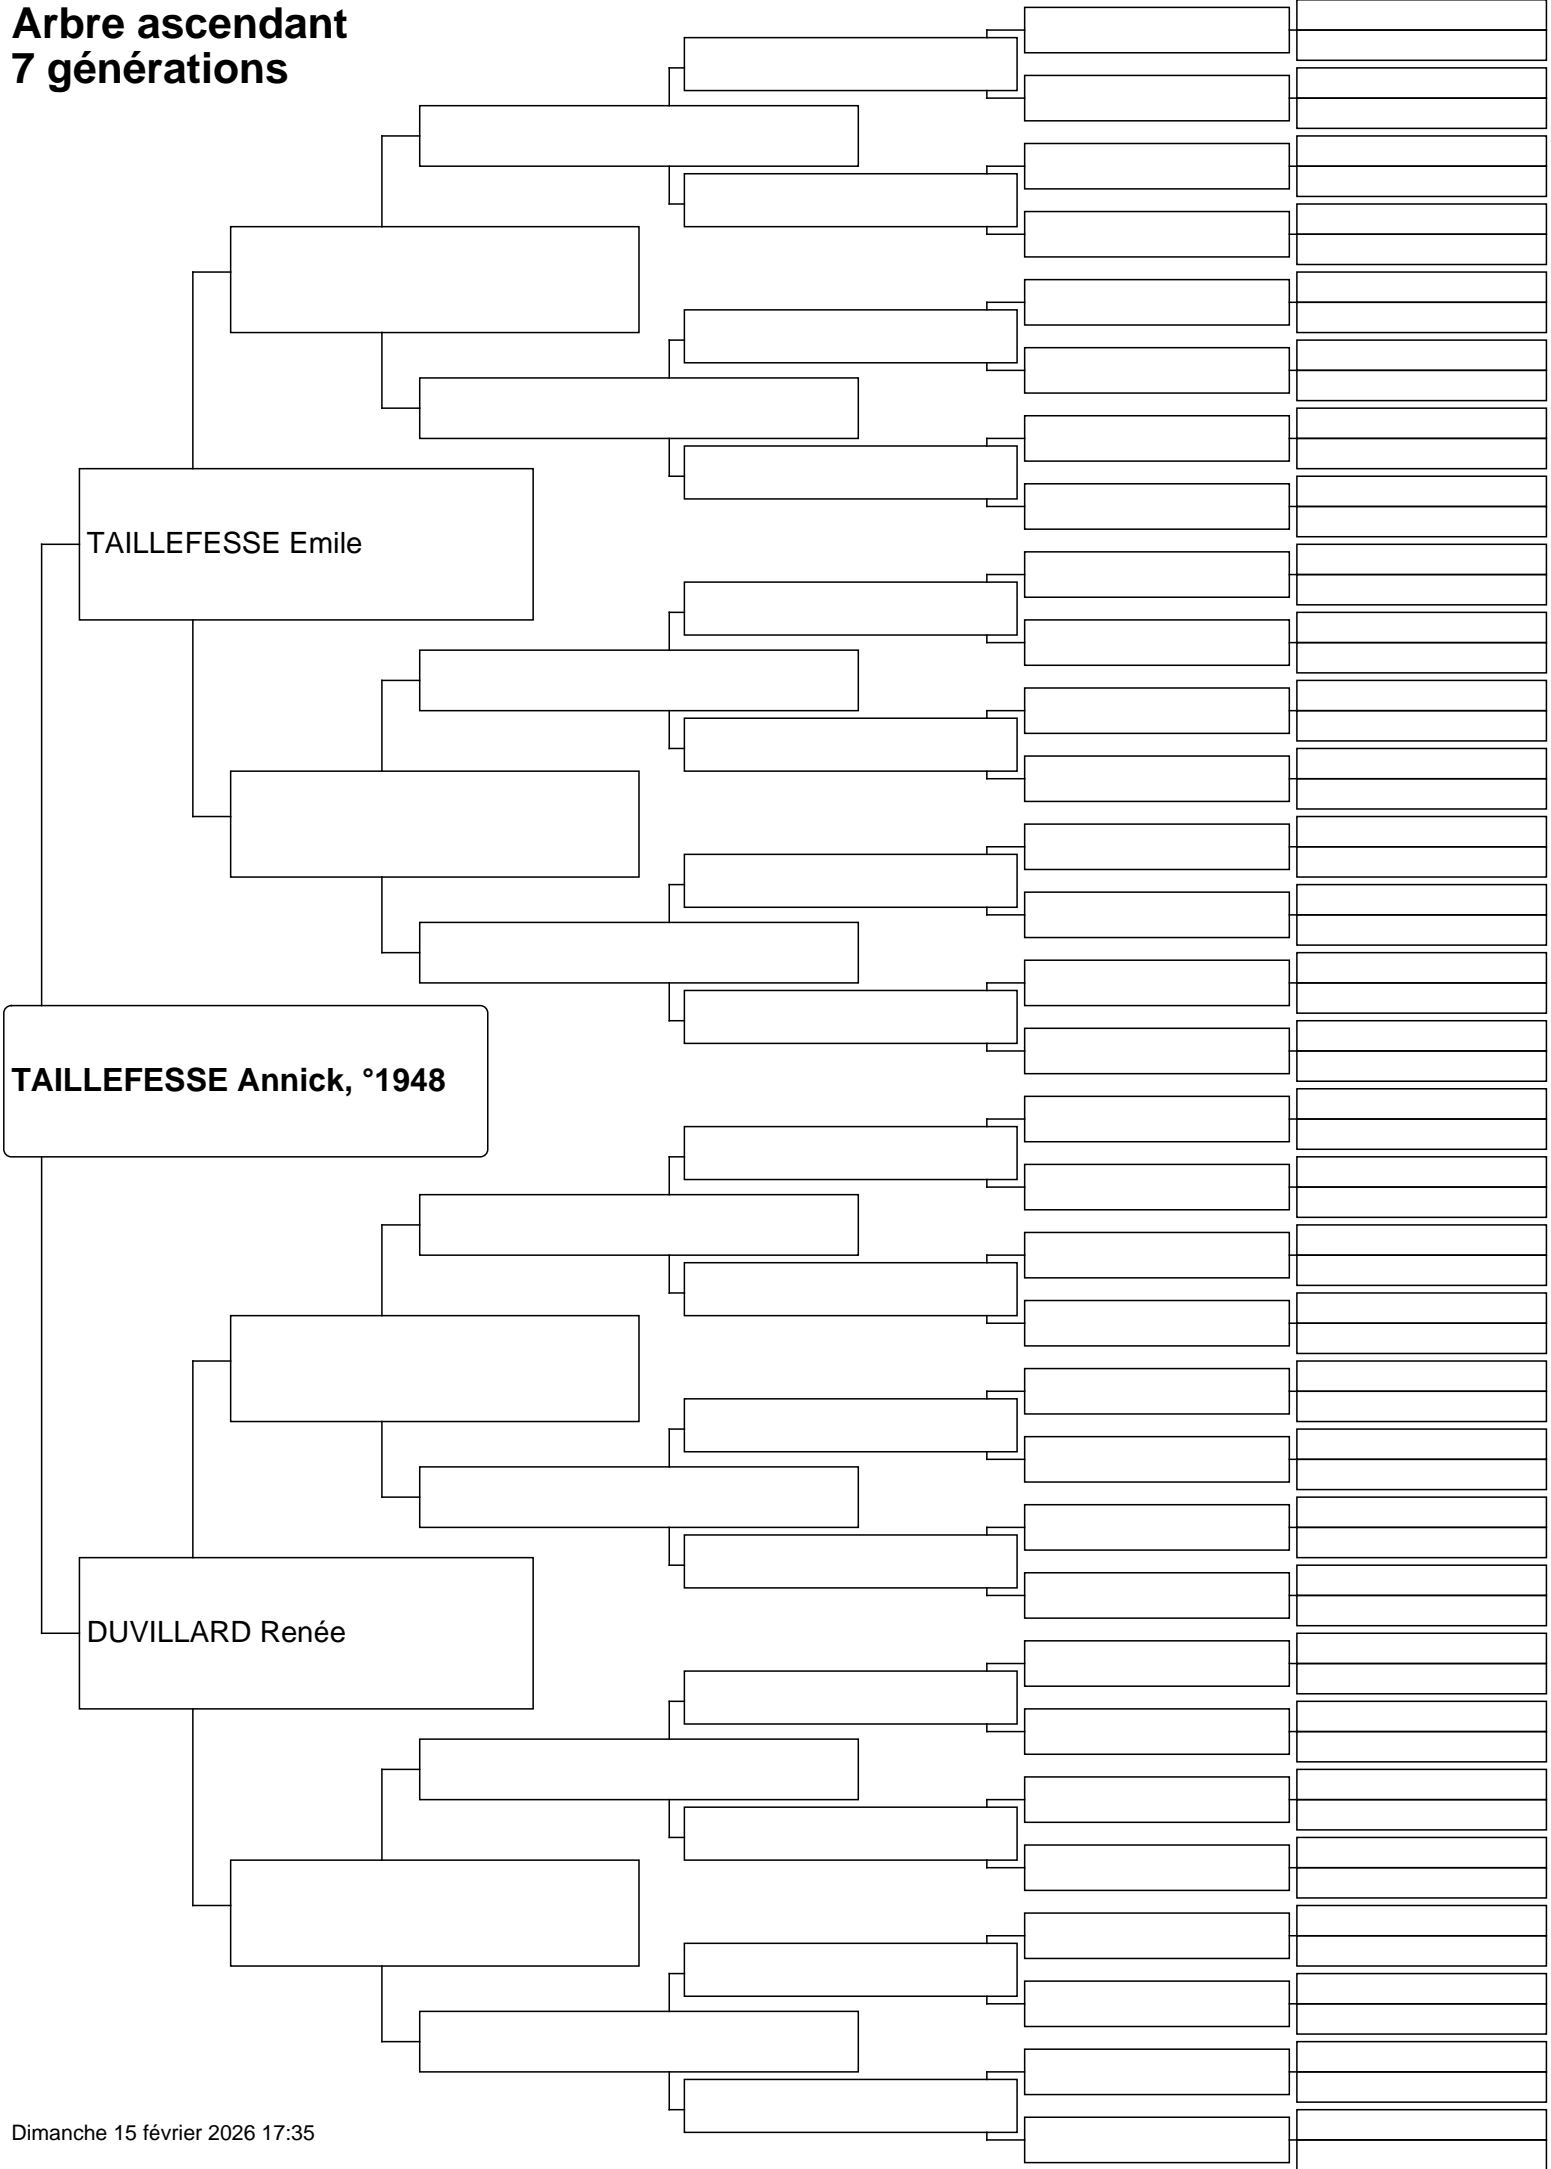 Arbre ascendant
7 générations
TAILLEFESSE Emile
TAILLEFESSE Annick, °1948
DUVILLARD Renée
Dimanche 15 février 2026 17:35